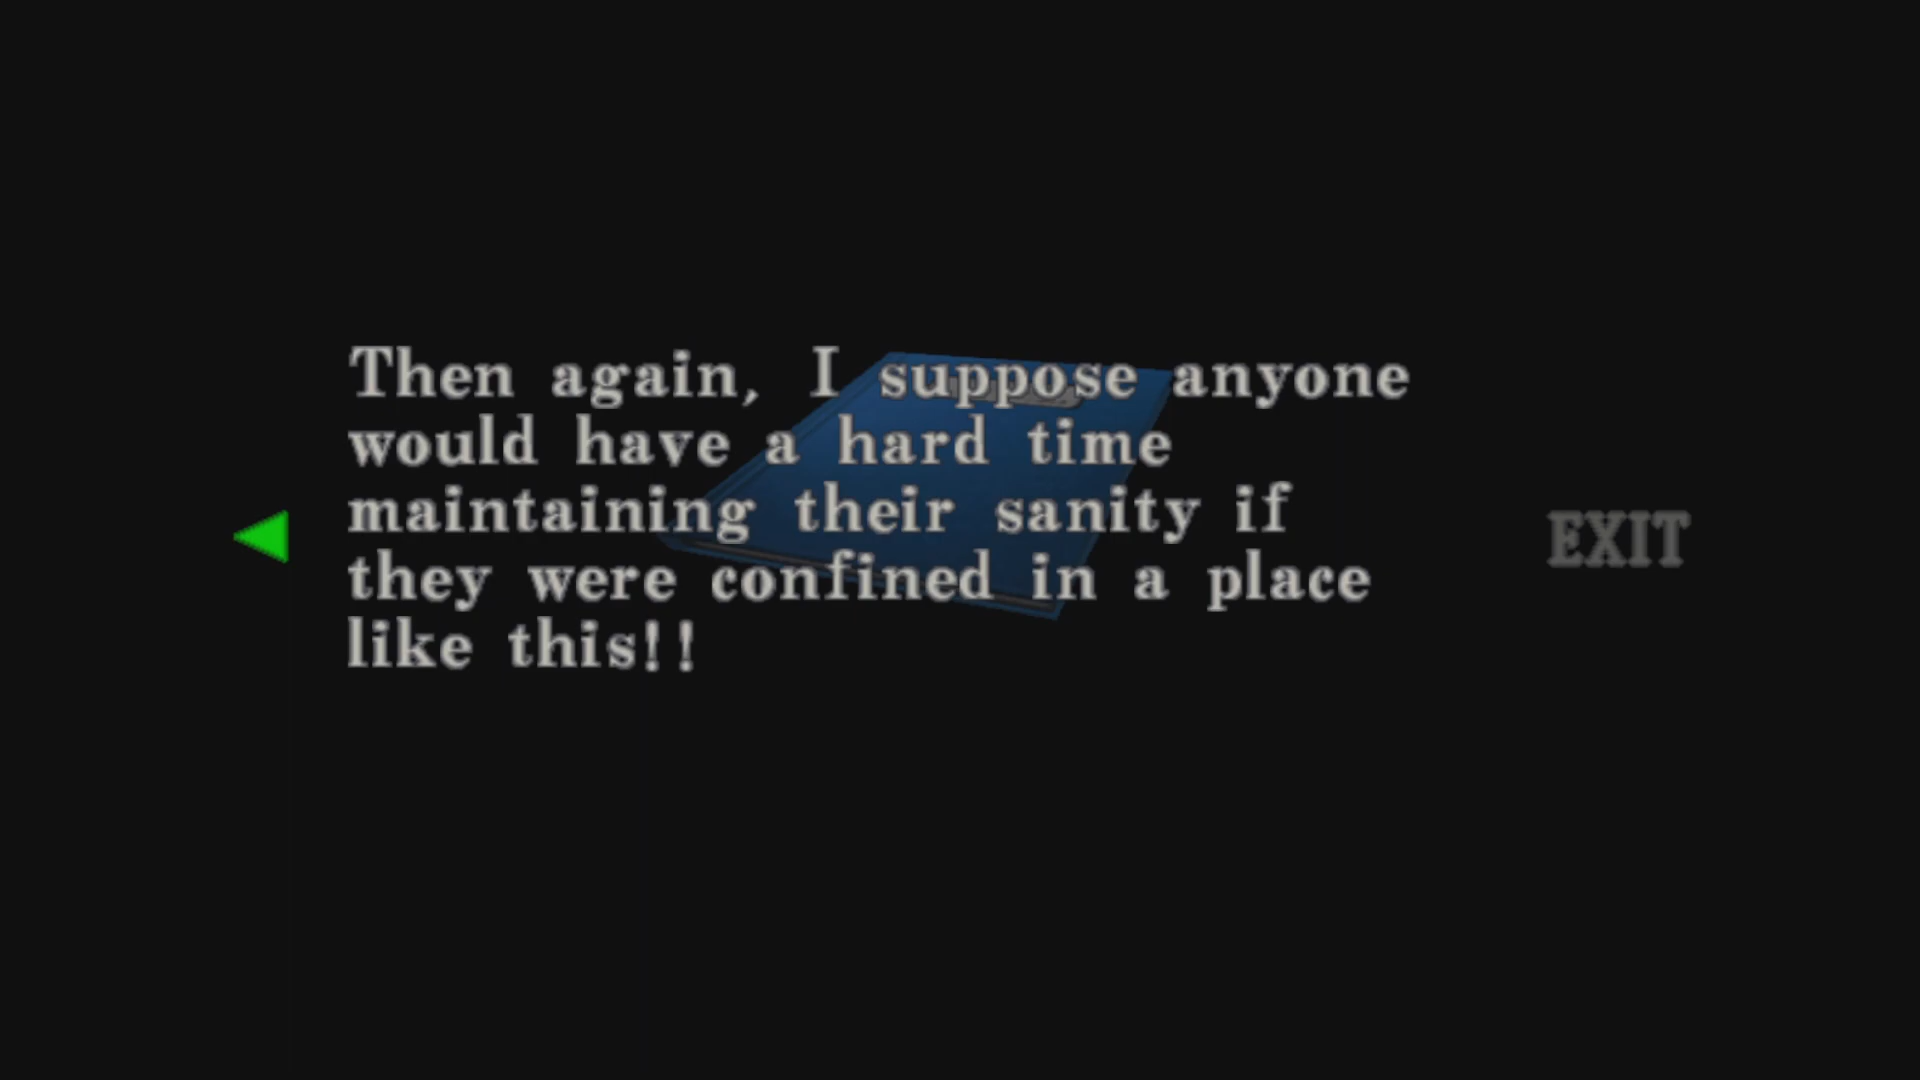 Then again, I suppose anyone
would have a hard time
maintaining their sanity if
they were confined in a place
like this!!
EXIT